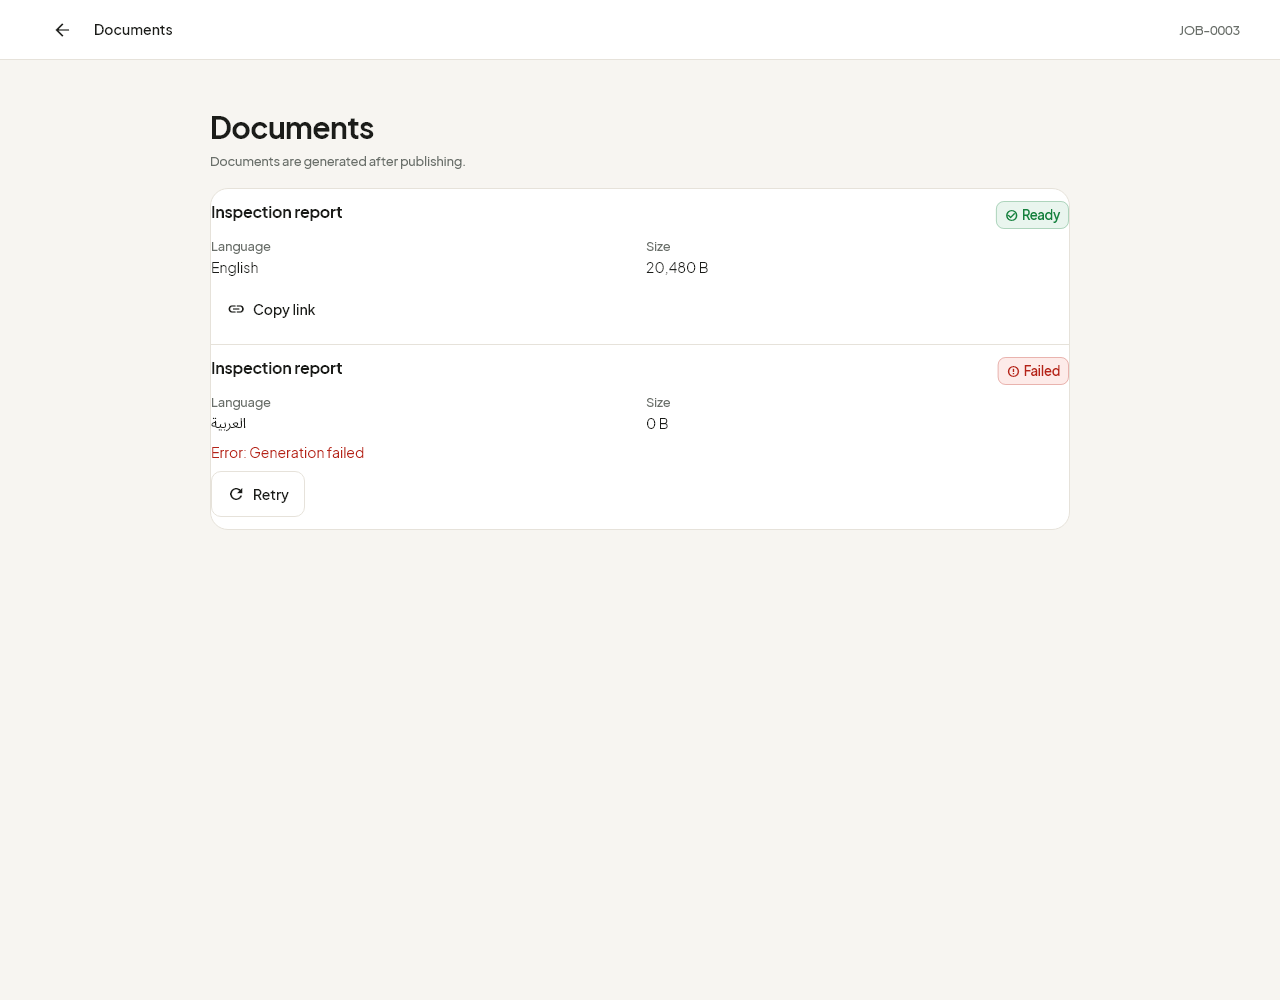 Documents
JOB-0003
Documents
Documents are generated after publishing.
Inspection report
Ready
Language
Size
English
20,480 B
Copy link
Inspection report
Failed
Language
Size
العربية
0 B
Error: Generation failed
Retry